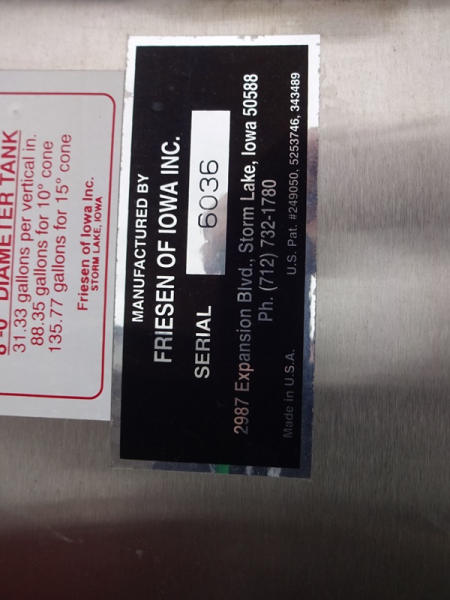 8'-0" DIAMETER TANK
31.33 gallons per vertical in.
88.35 gallons for 10° cone
135.77 gallons for 15° cone
Friesen of Iowa Inc.
STORM LAKE, IOWA
MANUFACTURED BY
FRIESEN OF IOWA INC.
SERIAL 6036
2987 Expansion Blvd., Storm Lake, Iowa 50588
Ph. (712) 732-1780
Made in U.S.A. U.S. Pat. #249050, 5253746, 343489